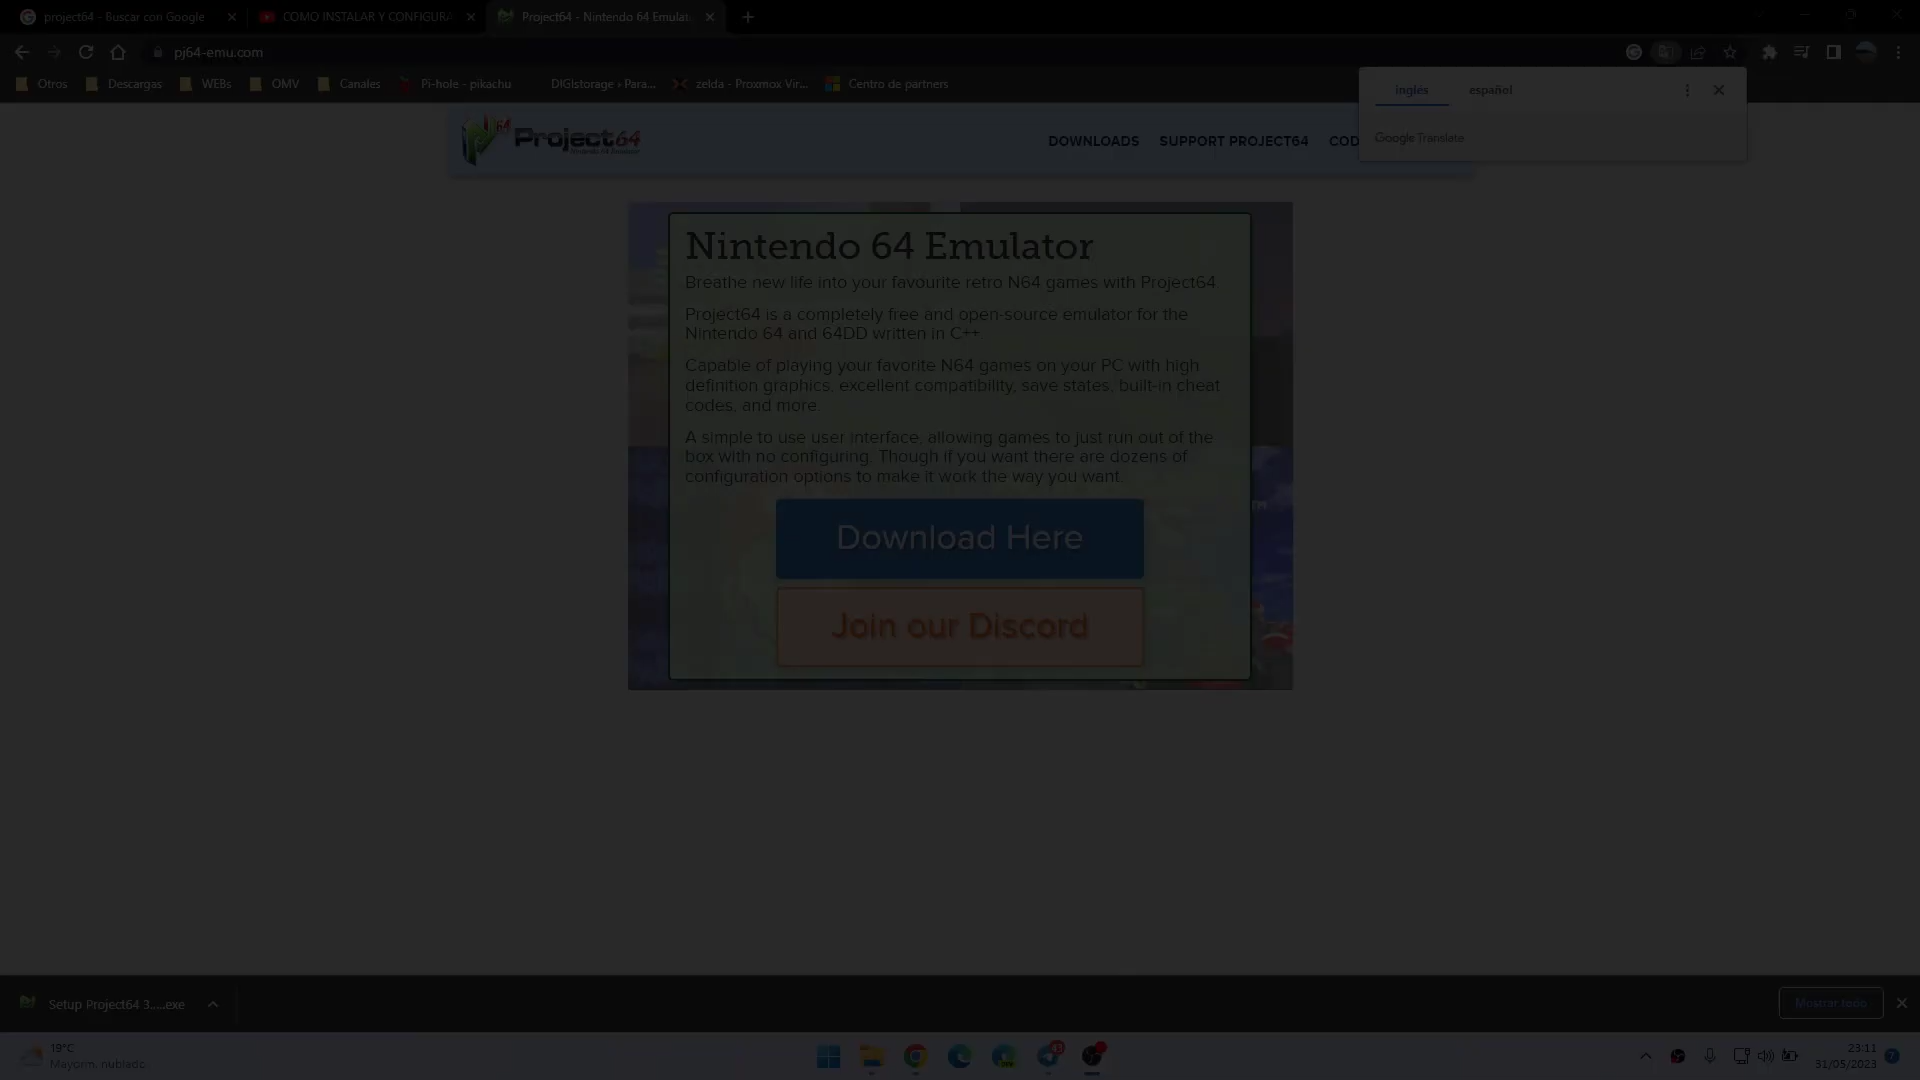 project64 - Buscar con Google
COMO INSTALAR Y CONFIGURA
Project64 - Nintendo 64 Emulat
pj64-emu.com
Otros
Descargas
WEBs
OMV
Canales
Pi-hole - pikachu
DIGIstorage › Para...
zelda - Proxmox Vir...
Centro de partners
inglés
español
Google Translate
Project64
Nintendo 64 Emulator
DOWNLOADS
SUPPORT PROJECT64
COD
Nintendo 64 Emulator
Breathe new life into your favourite retro N64 games with Project64
Project64 is a completely free and open-source emulator for the
Nintendo 64 and 64DD written in C++
Capable of playing your favorite N64 games on your PC with high
definition graphics, excellent compatibility, save states, built-in cheat
codes, and more.
A simple to use user interface, allowing games to just run out of the
box with no configuring. Though if you want there are dozens of
configuration options to make it work the way you want.
TM
Download Here
Join our Discord
Setup Project64 3.....exe
Mostrar todo
19°C
Mayorm. nublado
23:11
31/05/2023